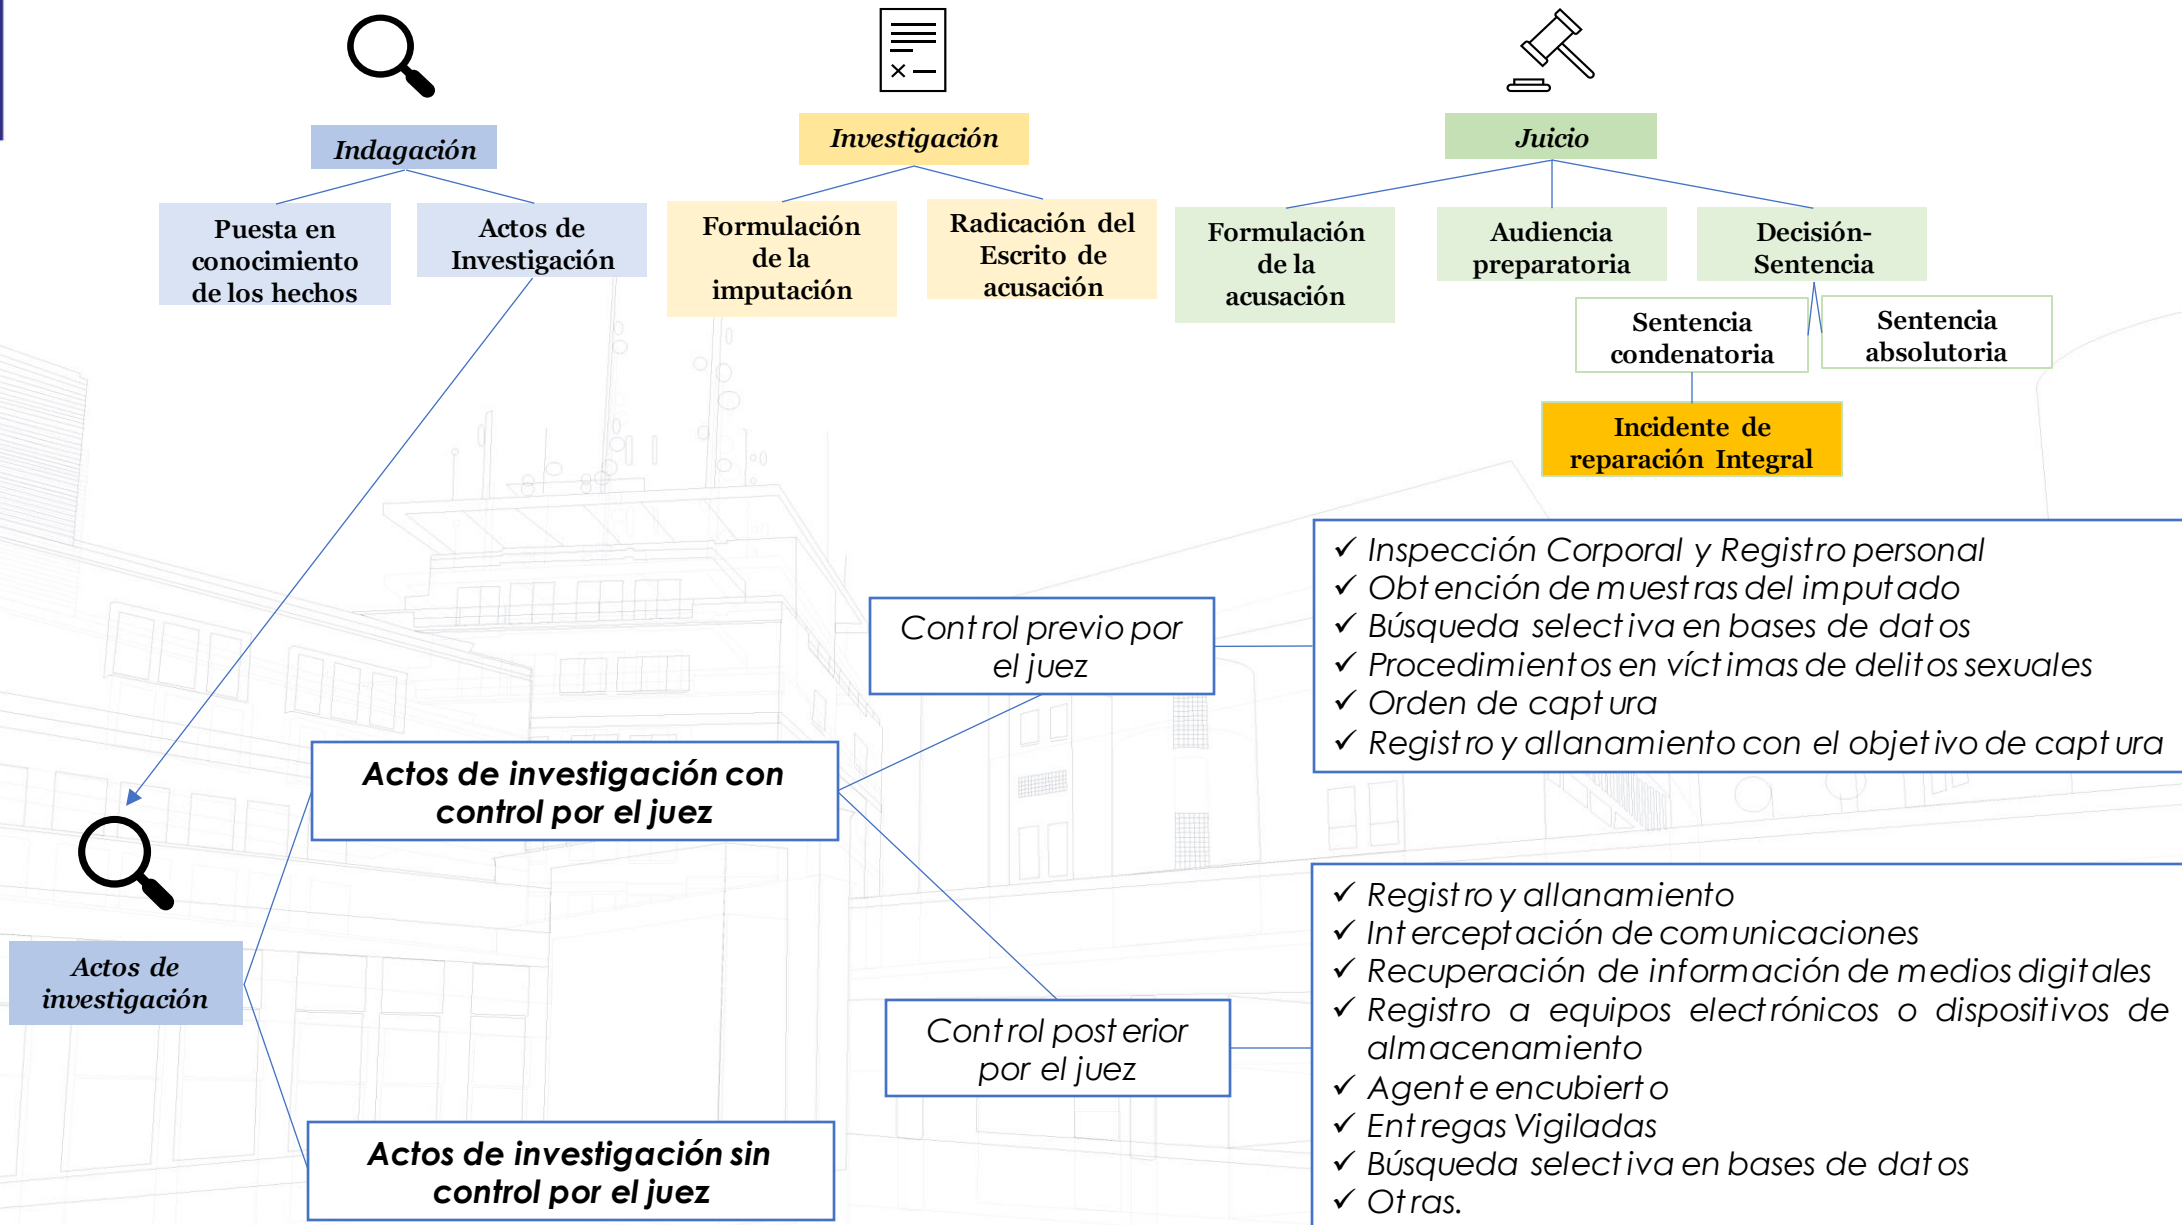 Indagación
Puesta en
conocimiento
de los hechos
Actos de
Investigación
Investigación
Formulación
de la
imputación
Radicación del
Escrito de
acusación
Juicio
Formulación
de la
acusación
Audiencia
preparatoria
Decisión-
Sentencia
Sentencia
condenatoria
Sentencia
absolutoria
Incidente de
reparación Integral
Actos de
investigación
Actos de investigación con
control por el juez
Control previo por
el juez
✓ Inspección Corporal y Registro personal
✓ Obtención de muestras del imputado
✓ Búsqueda selectiva en bases de datos
✓ Procedimientos en víctimas de delitos sexuales
✓ Orden de captura
✓ Registro y allanamiento con el objetivo de captura
Control posterior
por el juez
✓ Registro y allanamiento
✓ Interceptación de comunicaciones
✓ Recuperación de información de medios digitales
✓ Registro a equipos electrónicos o dispositivos de
almacenamiento
✓ Agente encubierto
✓ Entregas Vigiladas
✓ Búsqueda selectiva en bases de datos
✓ Otras.
Actos de investigación sin
control por el juez